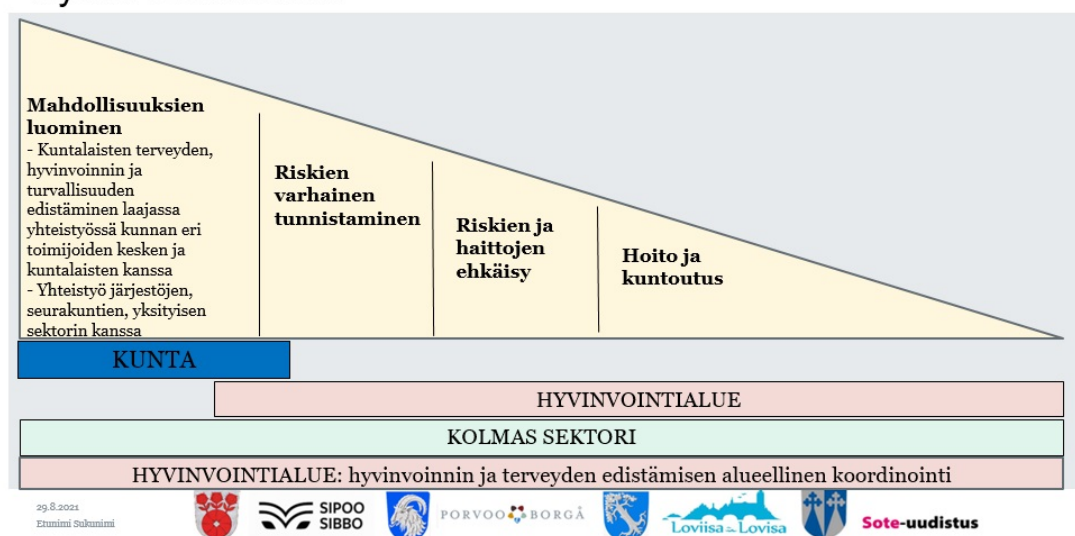 Mahdollisuuksien
luominen
- Kuntalaisten terveyden,
hyvinvoinnin ja
turvallisuuden
edistäminen laajassa
yhteistyössä kunnan eri
toimijoiden kesken ja
kuntalaisten kanssa
- Yhteistyö järjestöjen,
seurakuntien, yksityisen
sektorin kanssa
Riskien
varhainen
tunnistaminen
Riskien ja
haittojen
ehkäisy
Hoito ja
kuntoutus
KUNTA
HYVINVOINTIALUE
KOLMAS SEKTORI
HYVINVOINTIALUE: hyvinvoinnin ja terveyden edistämisen alueellinen koordinointi
29.8.2021
Etunimi Sukunimi
SIPOO
SIBBO
PORVOO BORGÅ
Loviisa - Lovisa
Sote-uudistus